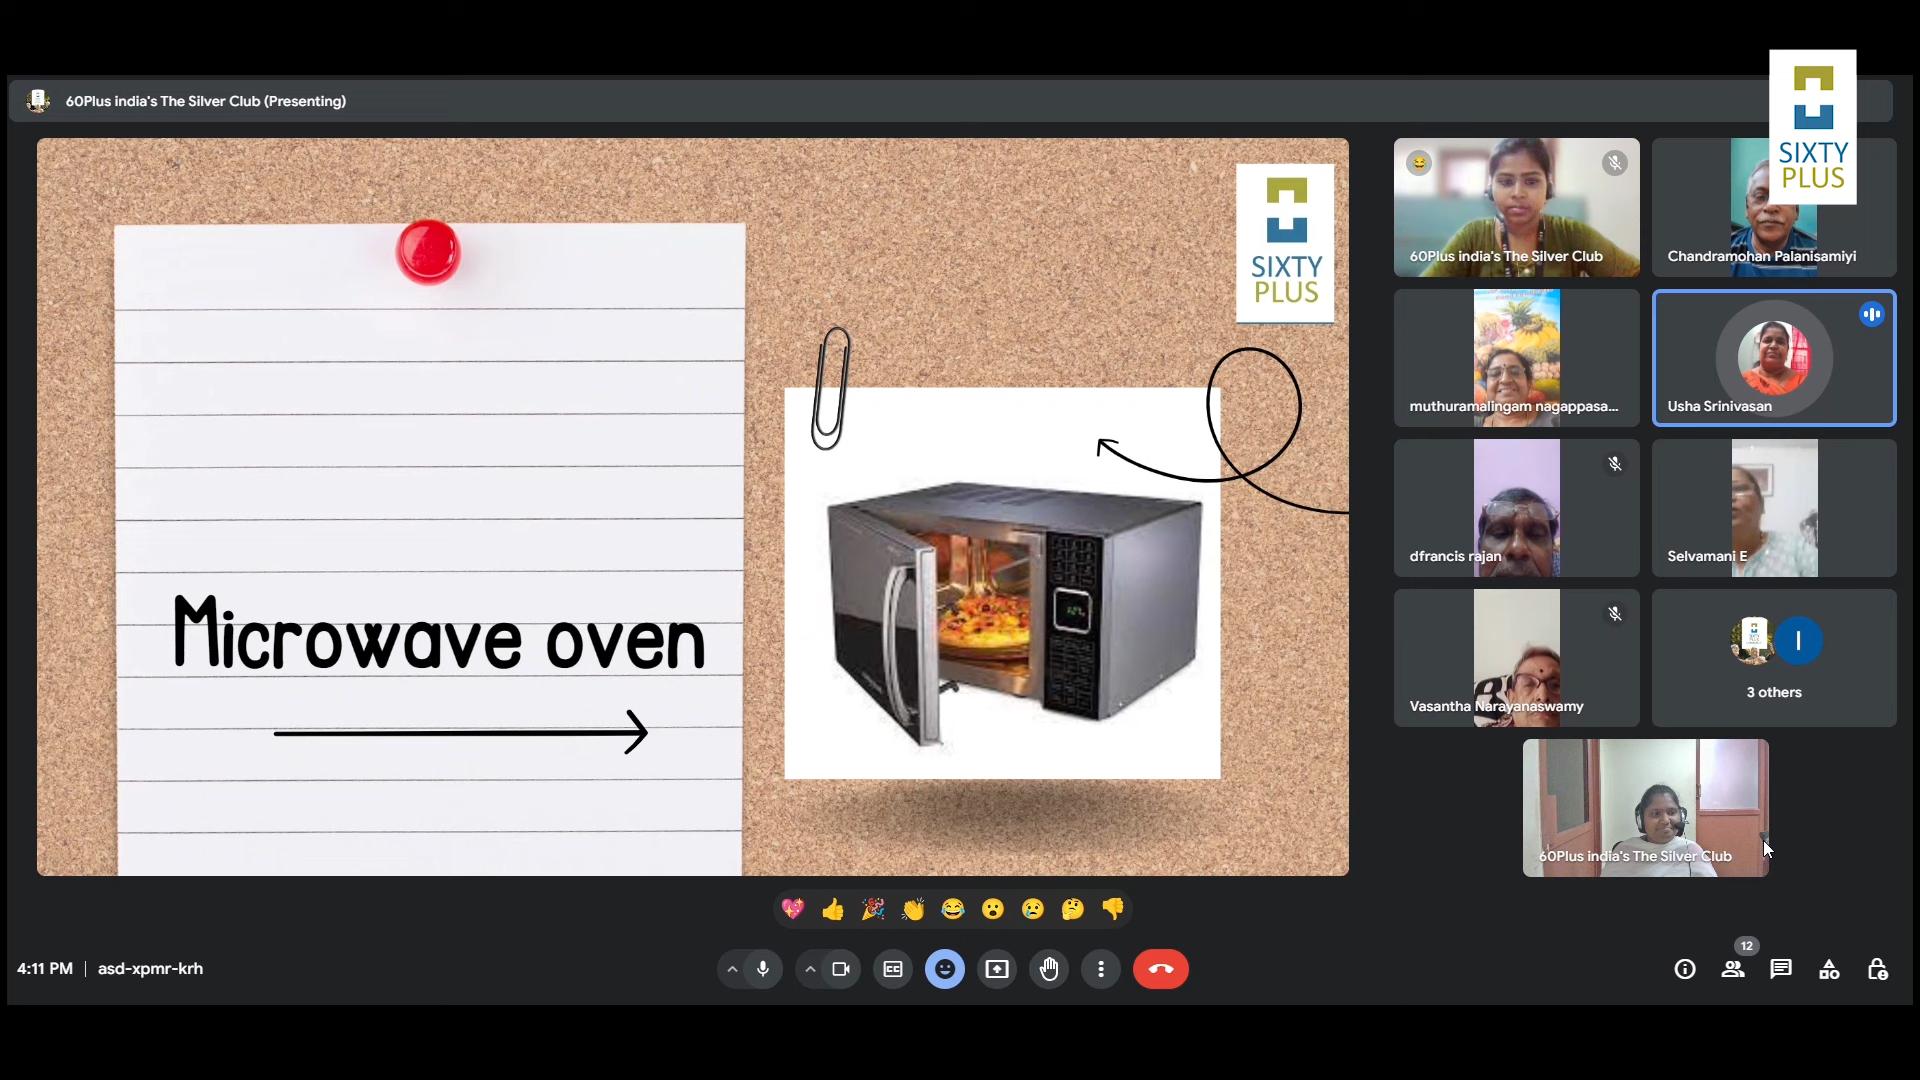 60Plus india's The Silver Club (Presenting)
SIXTY
PLUS
SIXTY
PLUS
Microwave oven
60Plus india's The Silver Club
Chandramohan Palanisamiyi
muthuramalingam nagappasa...
Usha Srinivasan
dfrancis rajan
Selvamani E
Vasantha Narayanaswamy
I
3 others
60Plus india's The Silver Club
4:11 PM
asd-xpmr-krh
12